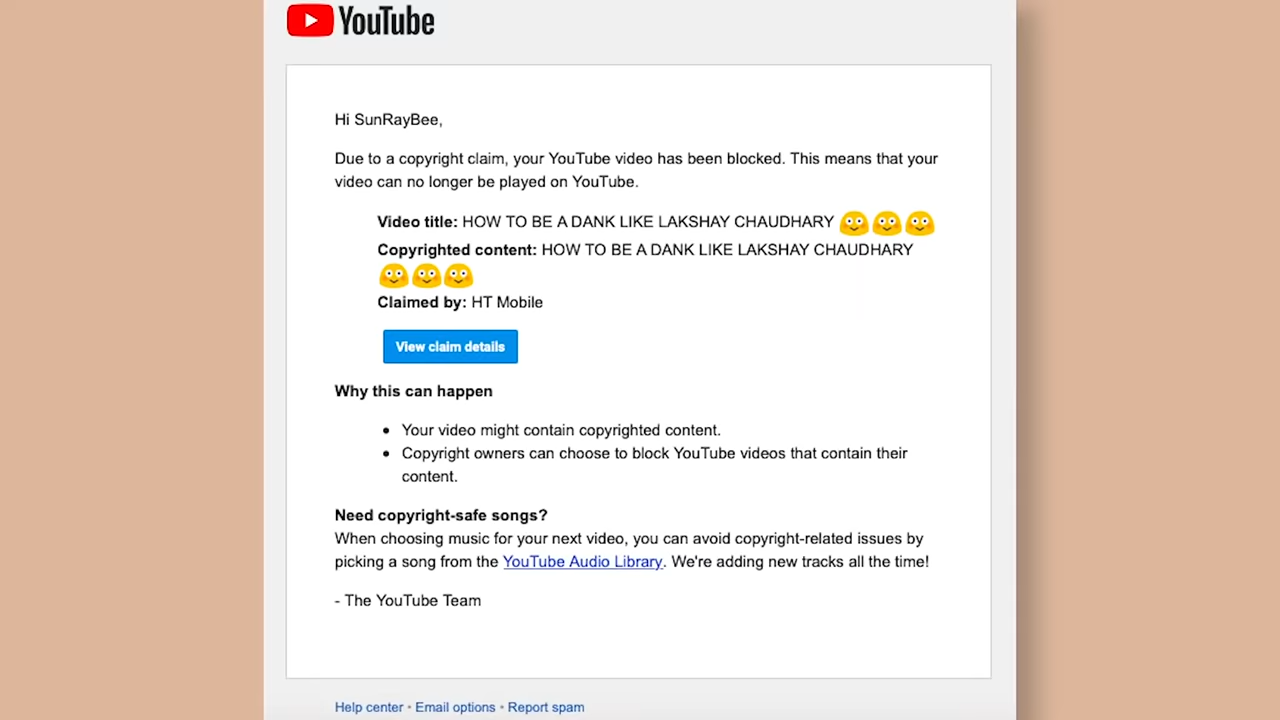 YouTube
Hi SunRayBee,
Due to a copyright claim, your YouTube video has been blocked. This means that your
video can no longer be played on YouTube.
Video title: HOW TO BE A DANK LIKE LAKSHAY CHAUDHARY
Copyrighted content: HOW TO BE A DANK LIKE LAKSHAY CHAUDHARY
Claimed by: HT Mobile
View claim details
Why this can happen
• Your video might contain copyrighted content.
• Copyright owners can choose to block YouTube videos that contain their
content.
Need copyright-safe songs?
When choosing music for your next video, you can avoid copyright-related issues by
picking a song from the YouTube Audio Library. We're adding new tracks all the time!
- The YouTube Team
Help center • Email options • Report spam